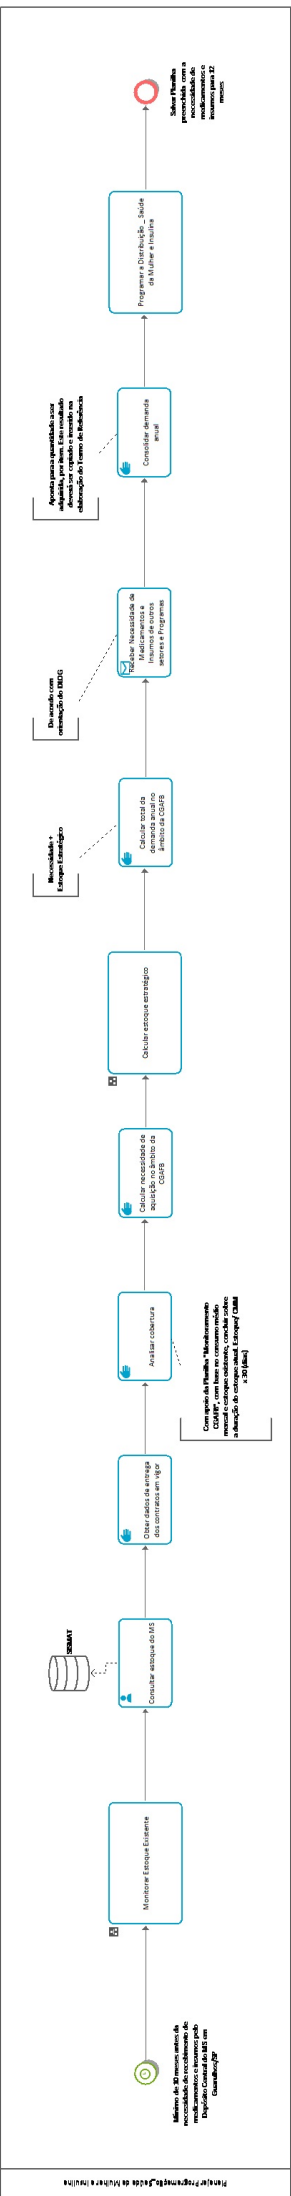 Planejar Programação_Saúde da Mulher e Insulina
Mínimo de 10 meses antes da
necessidade de recebimento de
medicamentos e insumos pelo
Depósito Central do MS em
Guarulhos/SP
Monitorar Estoque Existente
Consultar estoque do MS
SISMAT
Obter dados de entrega
dos contratos em vigor
Analisar cobertura
Com apoio da Planilha "Monitoramento
CGAFB", com base no consumo médio
mensal e estoque existente, concluir sobre
a duração do estoque atual. Estoque/ CMM
x 30 (dias)
Calcular necessidade de
aquisição no âmbito da
CGAFB
Calcular estoque estratégico
Calcular total da
demanda anual no
âmbito da CGAFB
Necessidade +
Estoque Estratégico
Receber Necessidade de
Medicamentos e
Insumos de outros
setores e Programas
De acordo com
orientação do DLOG
Consolidar demanda
anual
Aponta para a quantidade a ser
adquirida, por item. Este resultado
deverá ser copiado e inserido na
elaboração do Termo de Referência
Programar a Distribuição _ Saúde
da Mulher e Insulina
Salvar Planilha
preenchida com a
necessidade de
medicamentos e
insumos para 12
meses